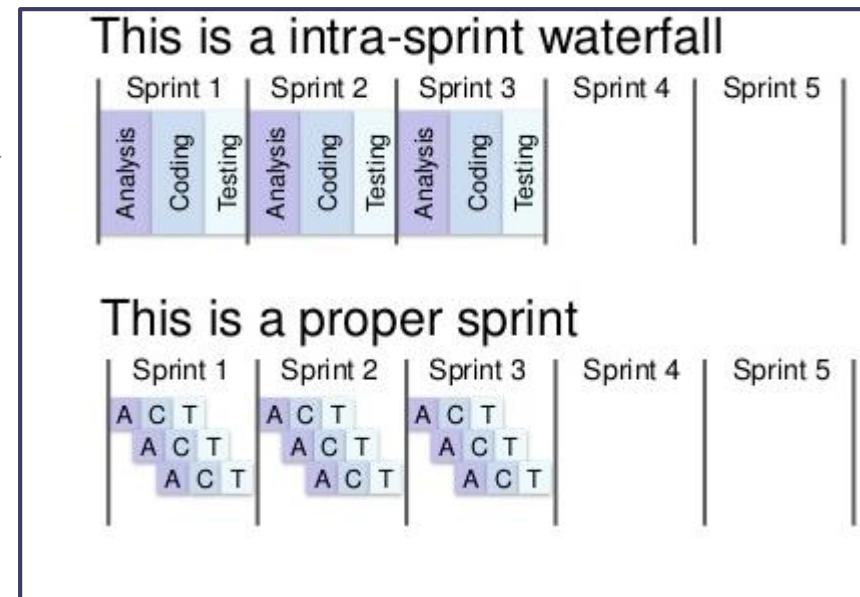 This is a intra-sprint waterfall
Sprint 1 Sprint 2 Sprint 3 Sprint 4 Sprint 5
Analysis Coding Testing Analysis Coding Testing Analysis Coding Testing
This is a proper sprint
Sprint 1 Sprint 2 Sprint 3 Sprint 4 Sprint 5
A C T A C T A C T
A C T A C T A C T
A C T A C T A C T